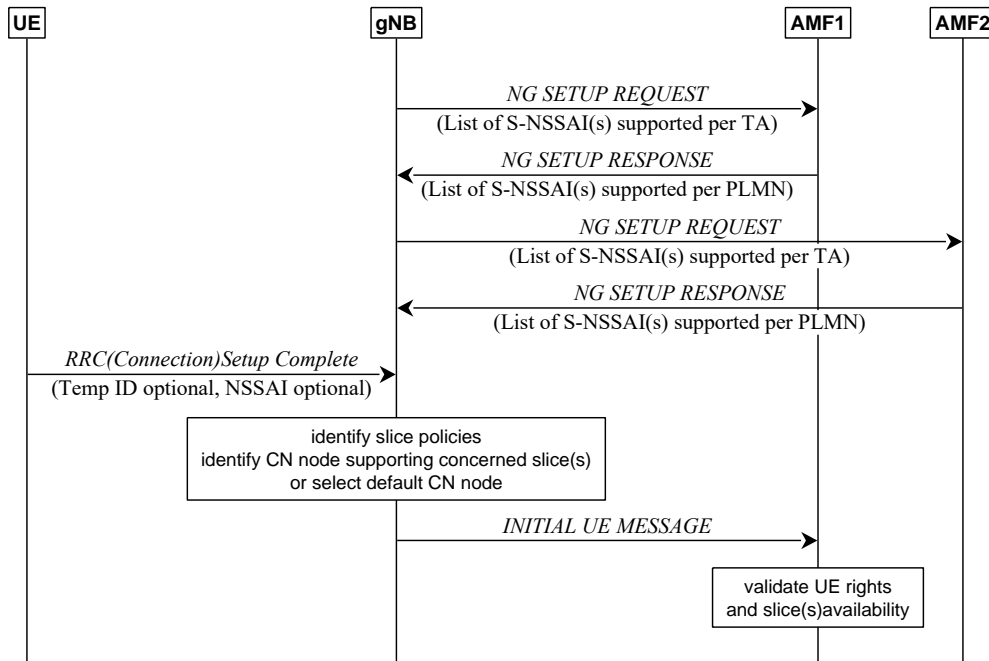 UE gNB AMF1 AMF2
NG SETUP REQUEST
(List of S-NSSAI(s) supported per TA)
NG SETUP RESPONSE
(List of S-NSSAI(s) supported per PLMN)
NG SETUP REQUEST
(List of S-NSSAI(s) supported per TA)
NG SETUP RESPONSE
(List of S-NSSAI(s) supported per PLMN)
RRC(Connection)Setup Complete
(Temp ID optional, NSSAI optional)
identify slice policies
identify CN node supporting concerned slice(s)
or select default CN node
INITIAL UE MESSAGE
validate UE rights
and slice(s)availability